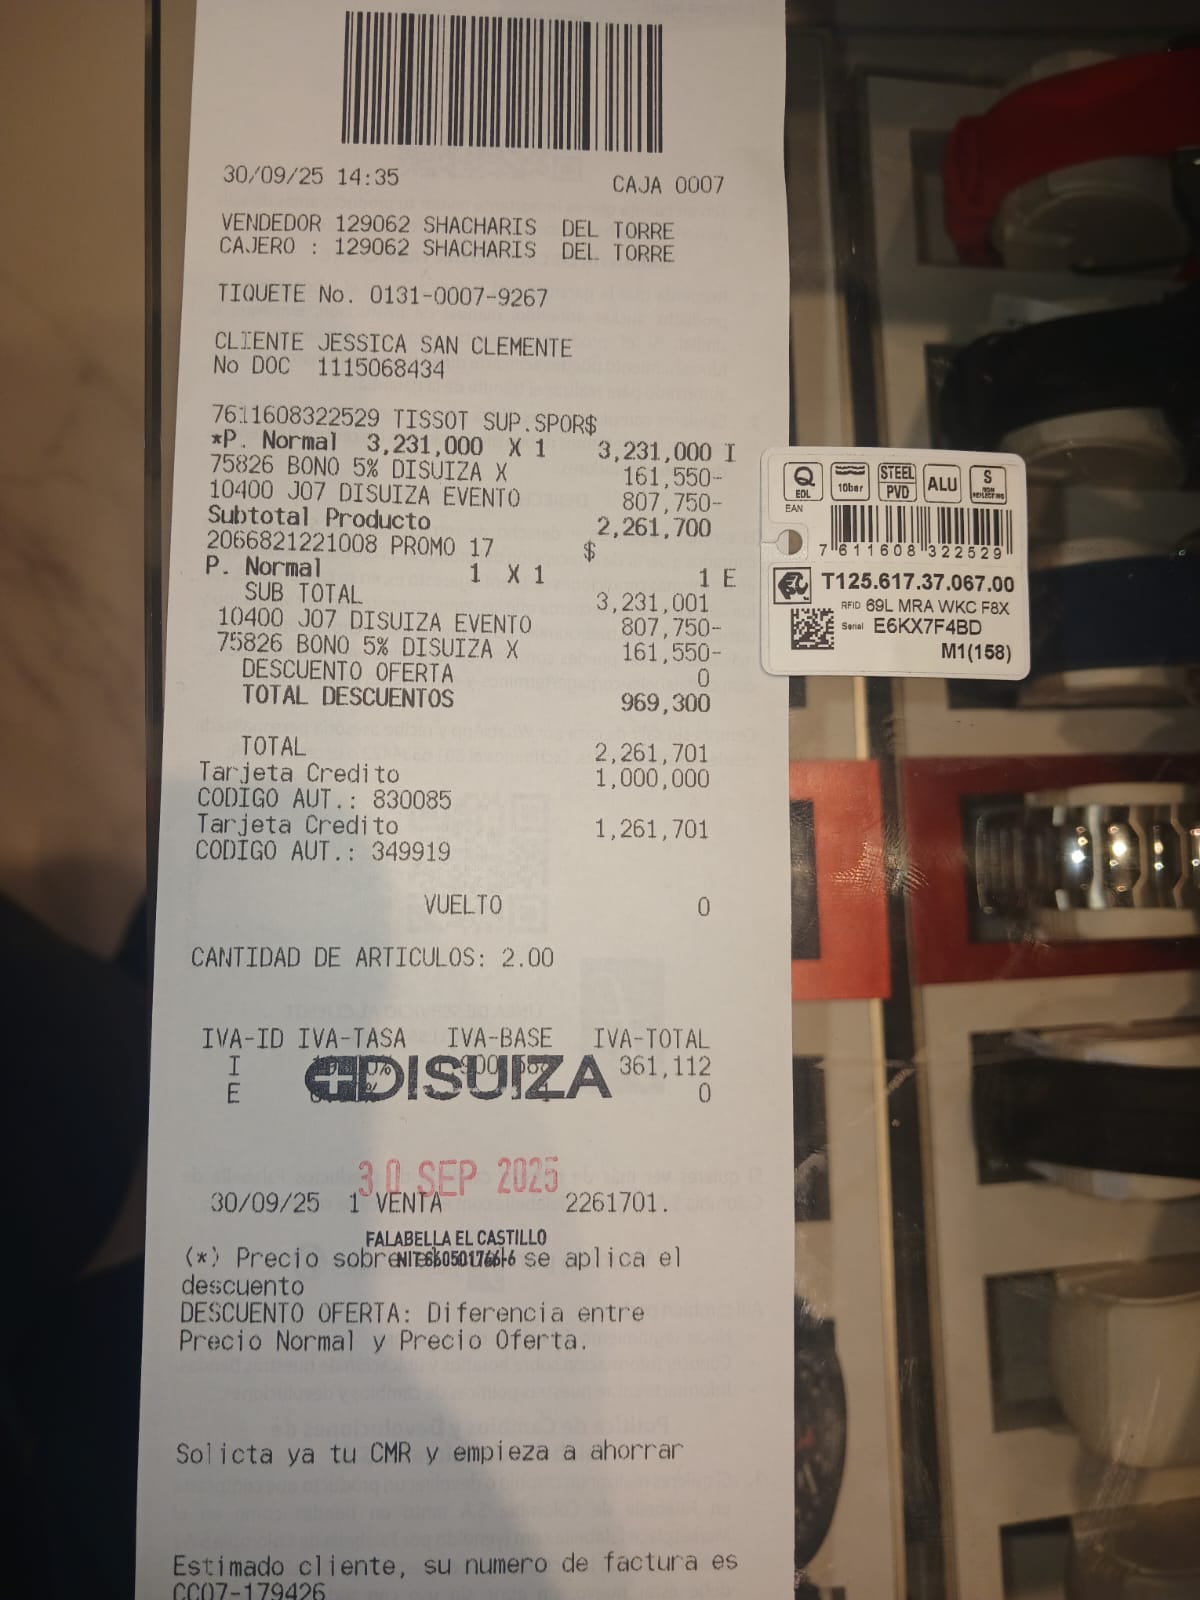 30/09/25 14:35 CAJA 0007
VENDEDOR 129062 SHACHARIS DEL TORRE
CAJERO : 129062 SHACHARIS DEL TORRE
TIQUETE No. 0131-0007-9267
CLIENTE JESSICA SAN CLEMENTE
No DOC 1115068434
7611608322529 TISSOT SUP.SPOR$
*P. Normal 3,231,000 X 1 3,231,000 I
75826 BONO 5% DISUIZA X 161,550-
10400 J07 DISUIZA EVENTO 807,750-
Subtotal Producto 2,261,700
2066821221008 PROMO 17 $
P. Normal 1 X 1 1 E
SUB TOTAL 3,231,001
10400 J07 DISUIZA EVENTO 807,750-
75826 BONO 5% DISUIZA X 161,550-
DESCUENTO OFERTA 0
TOTAL DESCUENTOS 969,300
TOTAL 2,261,701
Tarjeta Credito 1,000,000
CODIGO AUT.: 830085
Tarjeta Credito 1,261,701
CODIGO AUT.: 349919
VUELTO 0
CANTIDAD DE ARTICULOS: 2.00
IVA-ID IVA-TASA IVA-BASE IVA-TOTAL
I 361,112
E 0
DISUIZA
30 SEP 2025
30/09/25 1 VENTA 2261701.
FALABELLA EL CASTILLO
(*) Precio sobre se aplica el
descuento
DESCUENTO OFERTA: Diferencia entre
Precio Normal y Precio Oferta.
Solicta ya tu CMR y empieza a ahorrar
Estimado cliente, su numero de factura es
CC07-179426
Q EOL 10bar STEEL PVD ALU S
EAN
7 611608 322529
T125.617.37.067.00
RFID 69L MRA WKC F8X
Serial E6KX7F4BD
M1(158)